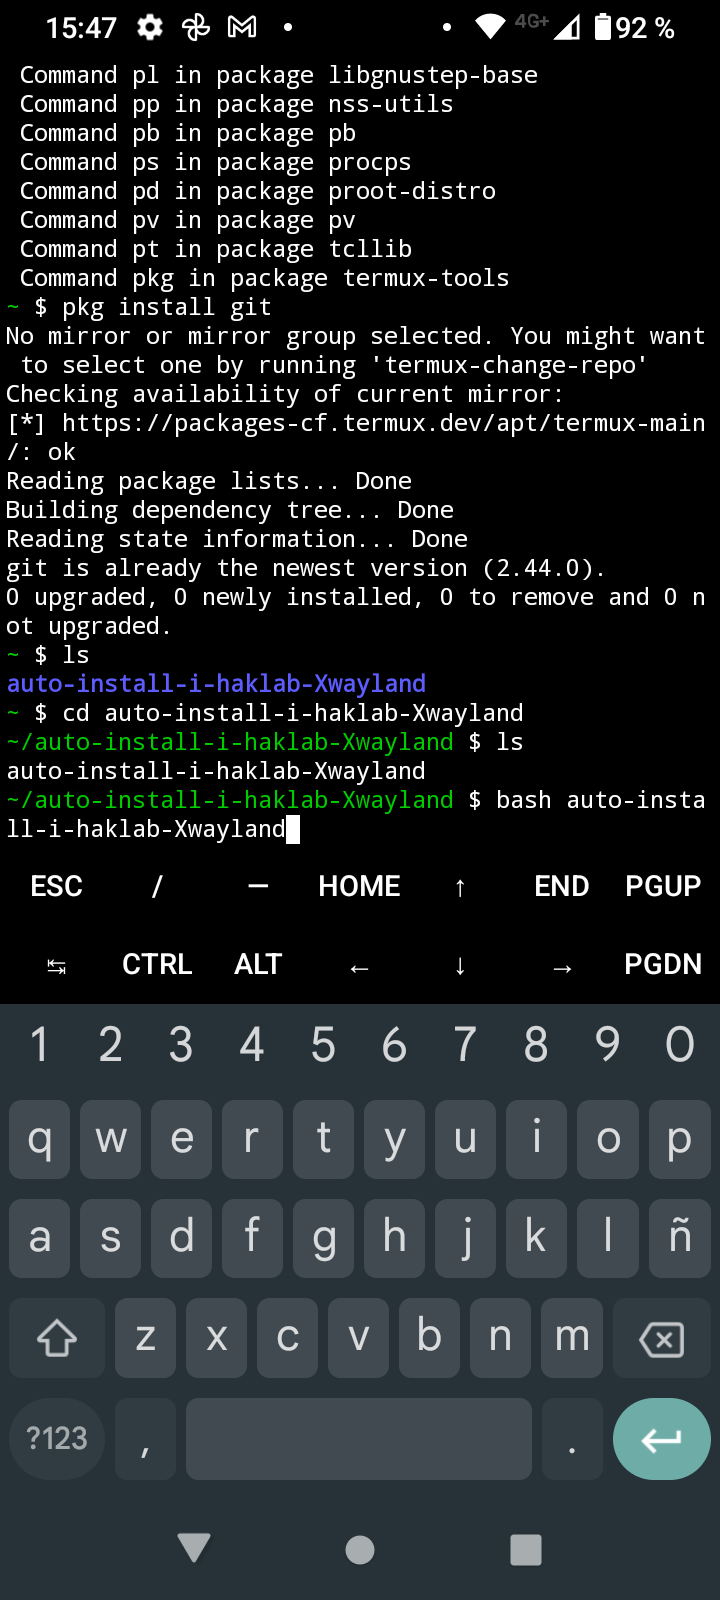 15:47 4G+ 92 %
Command pl in package libgnustep-base
Command pp in package nss-utils
Command pb in package pb
Command ps in package procps
Command pd in package proot-distro
Command pv in package pv
Command pt in package tcllib
Command pkg in package termux-tools
~ $ pkg install git
No mirror or mirror group selected. You might want
to select one by running 'termux-change-repo'
Checking availability of current mirror:
[*] https://packages-cf.termux.dev/apt/termux-main
/: ok
Reading package lists... Done
Building dependency tree... Done
Reading state information... Done
git is already the newest version (2.44.0).
0 upgraded, 0 newly installed, 0 to remove and 0 n
ot upgraded.
~ $ ls
auto-install-i-haklab-Xwayland
~ $ cd auto-install-i-haklab-Xwayland
~/auto-install-i-haklab-Xwayland $ ls
auto-install-i-haklab-Xwayland
~/auto-install-i-haklab-Xwayland $ bash auto-insta
ll-i-haklab-Xwayland
ESC / — HOME ↑ END PGUP
↹ CTRL ALT ← ↓ → PGDN
1 2 3 4 5 6 7 8 9 0
q w e r t y u i o p
a s d f g h j k l ñ
z x c v b n m
?123 , .